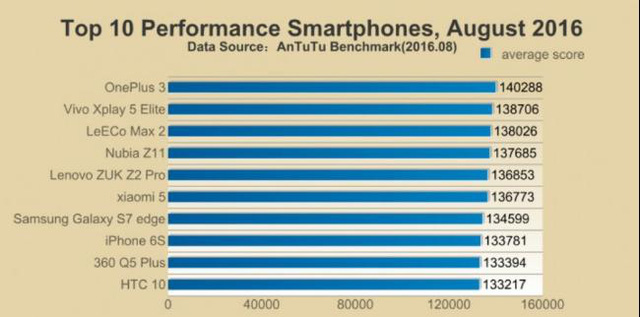 Top 10 Performance Smartphones, August 2016
Data Source: AnTuTu Benchmark(2016.08)
average score
OnePlus 3 140288
Vivo Xplay 5 Elite 138706
LeECo Max 2 138026
Nubia Z11 137685
Lenovo ZUK Z2 Pro 136853
xiaomi 5 136773
Samsung Galaxy S7 edge 134599
iPhone 6S 133781
360 Q5 Plus 133394
HTC 10 133217
0 40000 80000 120000 160000